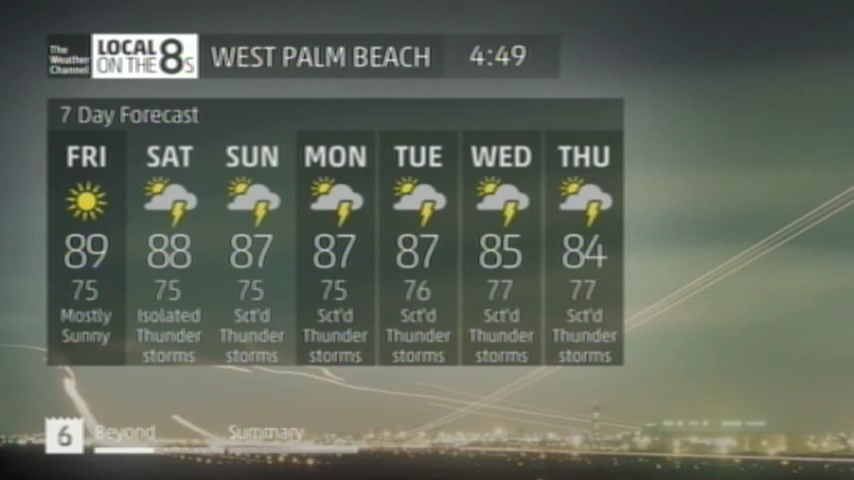 The
Weather
Channel
LOCAL
ON THE 8s
WEST PALM BEACH
4:49
7 Day Forecast
FRI SAT SUN MON TUE WED THU
89 88 87 87 87 85 84
75 75 75 75 76 77 77
Mostly Isolated Sct'd Sct'd Sct'd Sct'd Sct'd
Sunny Thunder Thunder Thunder Thunder Thunder Thunder
storms storms storms storms storms storms
6 Beyond Summary